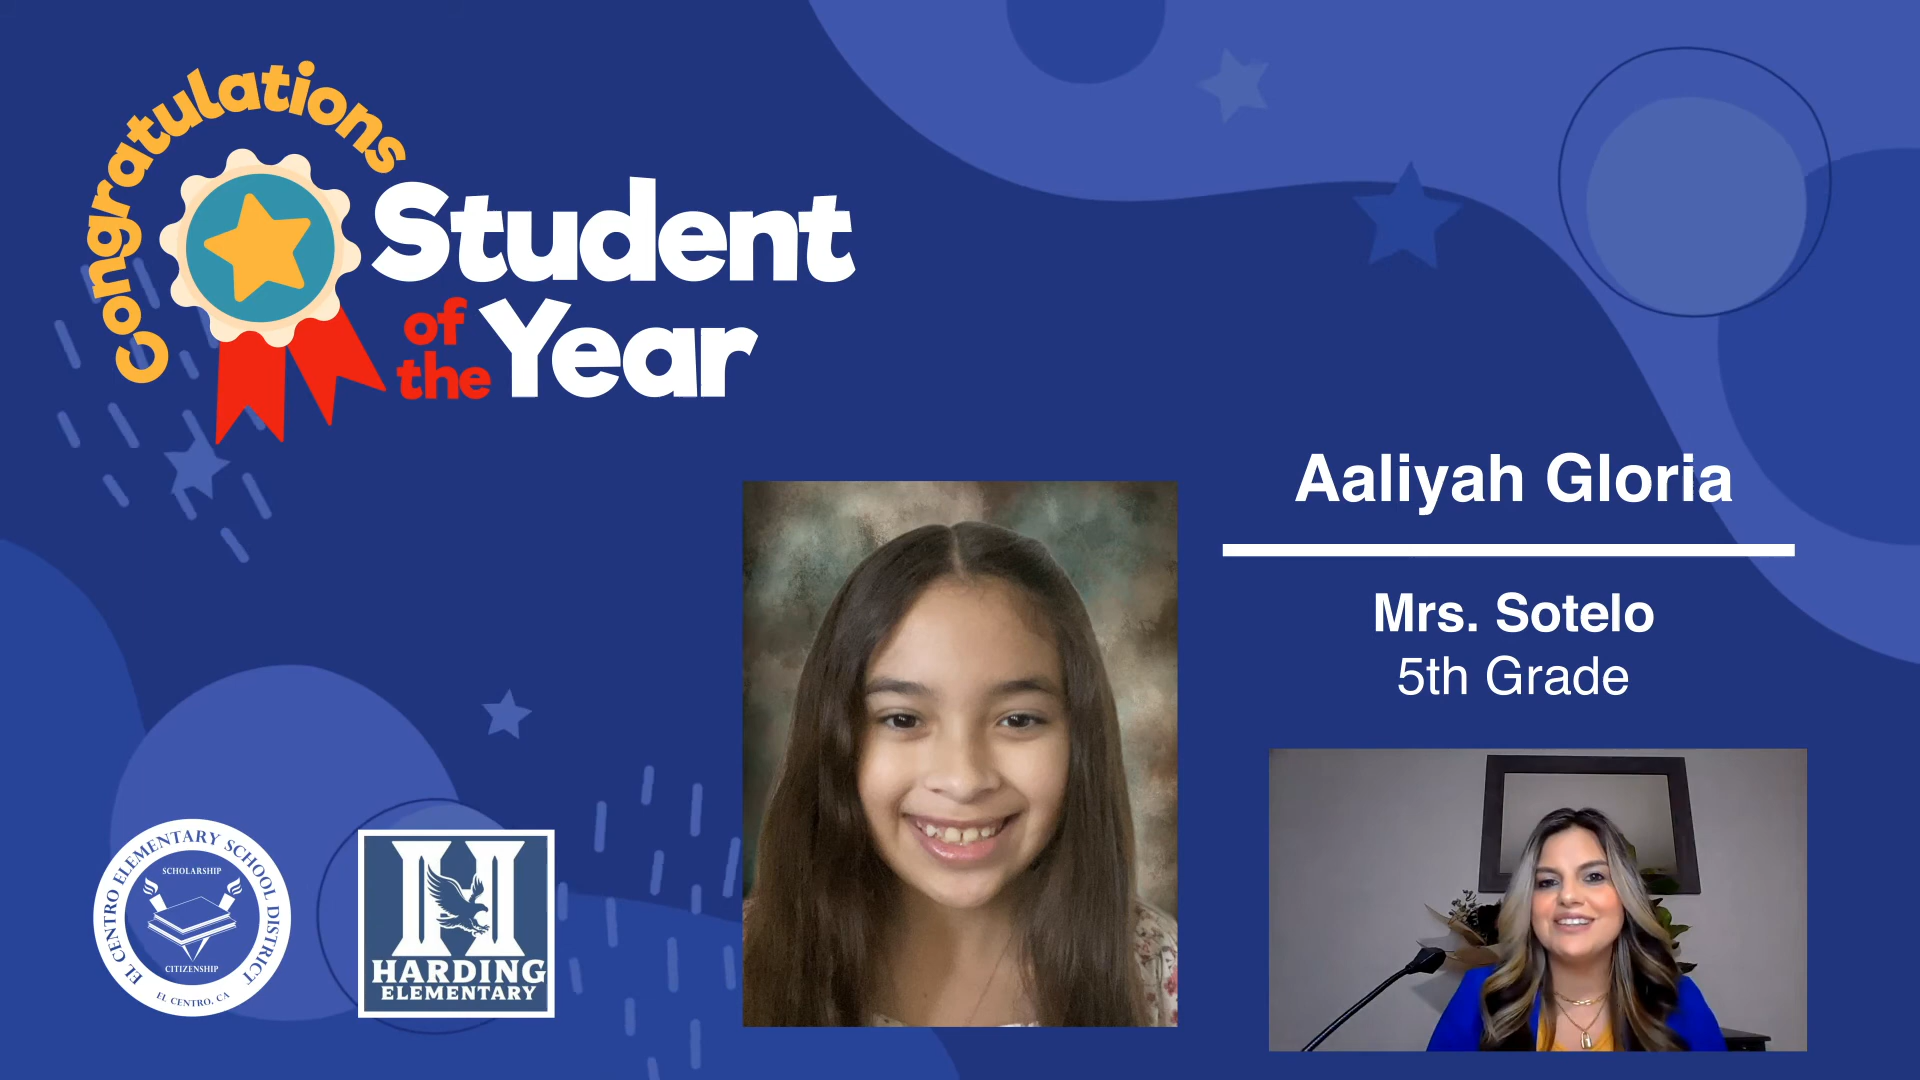 Congratulations
Student
of the Year
Aaliyah Gloria
Mrs. Sotelo
5th Grade
EL CENTRO ELEMENTARY SCHOOL DISTRICT
SCHOLARSHIP
CITIZENSHIP
EL CENTRO, CA
H
HARDING
ELEMENTARY